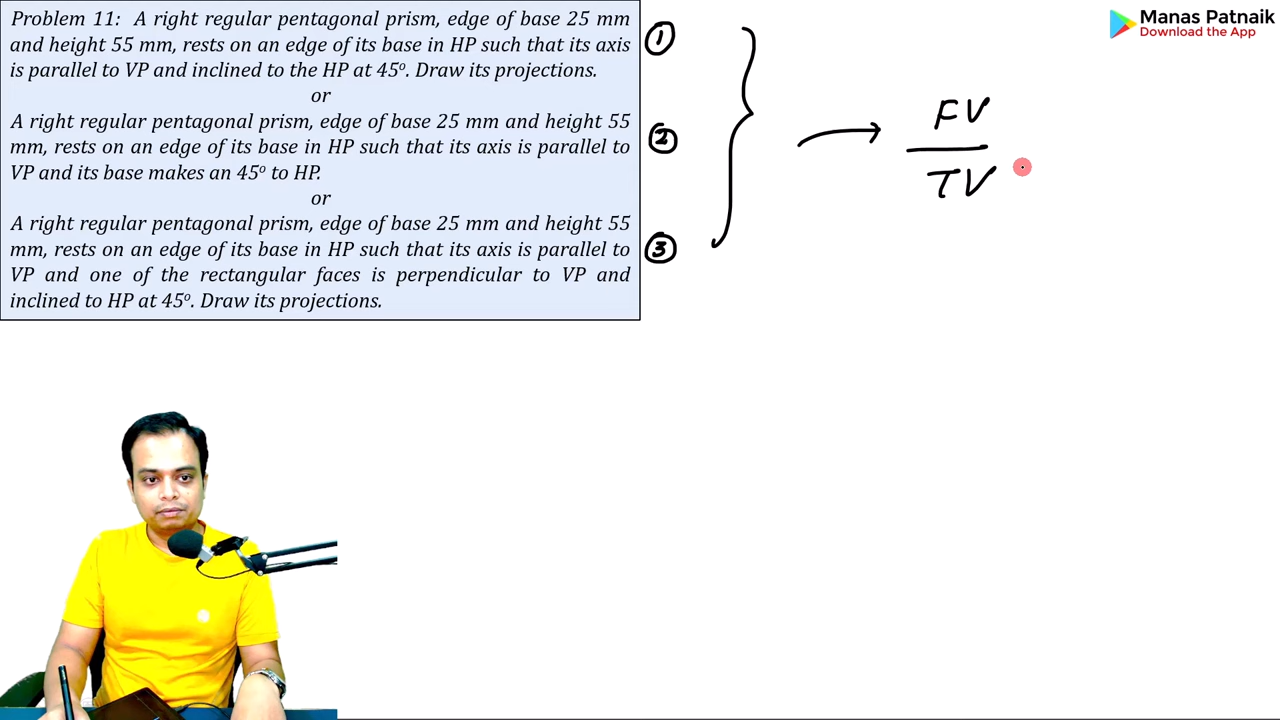 Problem 11: A right regular pentagonal prism, edge of base 25 mm
and height 55 mm, rests on an edge of its base in HP such that its axis
is parallel to VP and inclined to the HP at 45°. Draw its projections.
or
A right regular pentagonal prism, edge of base 25 mm and height 55
mm, rests on an edge of its base in HP such that its axis is parallel to
VP and its base makes an 45° to HP.
or
A right regular pentagonal prism, edge of base 25 mm and height 55
mm, rests on an edge of its base in HP such that its axis is parallel to
VP and one of the rectangular faces is perpendicular to VP and
inclined to HP at 45°. Draw its projections.
①
②
③
FV
TV
Manas Patnaik
Download the App